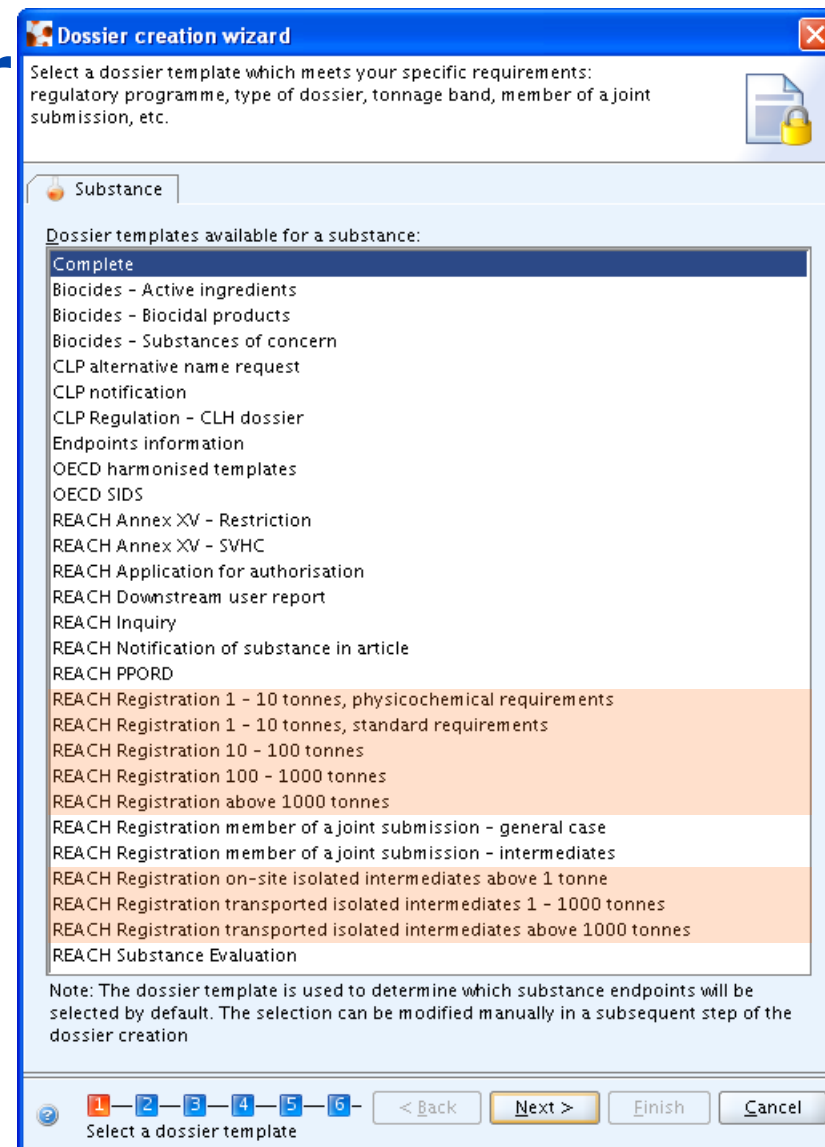 Dossier creation wizard
Select a dossier template which meets your specific requirements:
regulatory programme, type of dossier, tonnage band, member of a joint
submission, etc.
Substance
Dossier templates available for a substance:
Complete
Biocides - Active ingredients
Biocides - Biocidal products
Biocides - Substances of concern
CLP alternative name request
CLP notification
CLP Regulation - CLH dossier
Endpoints information
OECD harmonised templates
OECD SIDS
REACH Annex XV - Restriction
REACH Annex XV - SVHC
REACH Application for authorisation
REACH Downstream user report
REACH Inquiry
REACH Notification of substance in article
REACH PPORD
REACH Registration 1 - 10 tonnes, physicochemical requirements
REACH Registration 1 - 10 tonnes, standard requirements
REACH Registration 10 - 100 tonnes
REACH Registration 100 - 1000 tonnes
REACH Registration above 1000 tonnes
REACH Registration member of a joint submission - general case
REACH Registration member of a joint submission - intermediates
REACH Registration on-site isolated intermediates above 1 tonne
REACH Registration transported isolated intermediates 1 - 1000 tonnes
REACH Registration transported isolated intermediates above 1000 tonnes
REACH Substance Evaluation
Note: The dossier template is used to determine which substance endpoints will be
selected by default. The selection can be modified manually in a subsequent step of the
dossier creation
1 2 3 4 5 6 < Back Next > Finish Cancel
Select a dossier template